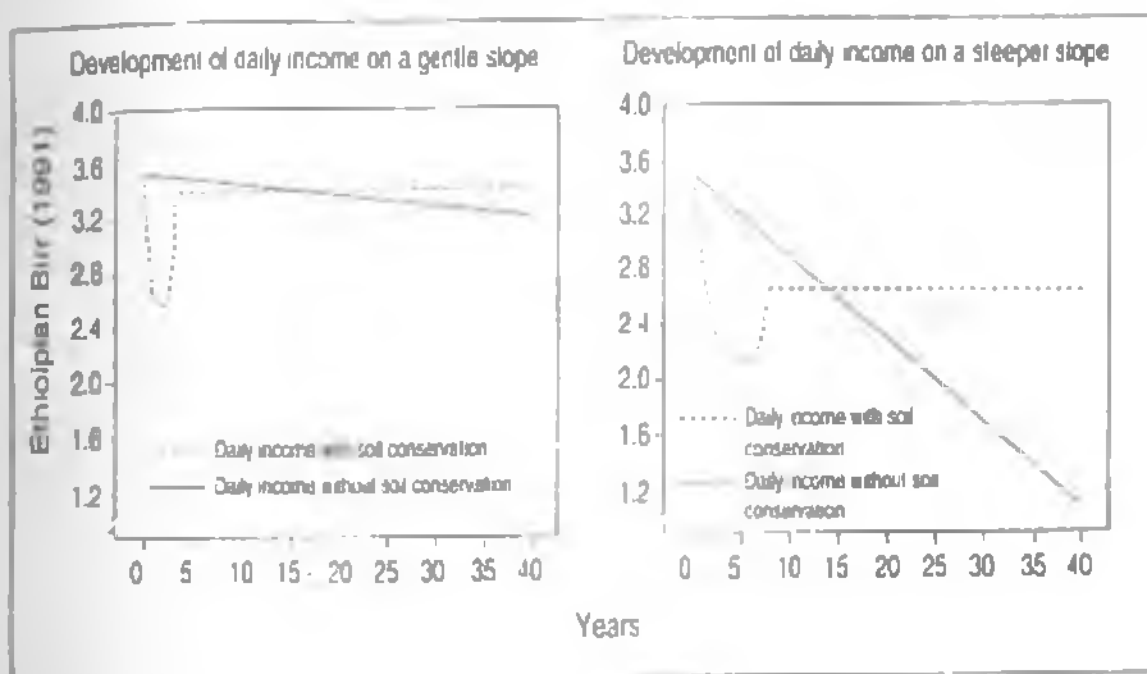 Development of daily income on a gentle slope
4.0
3.6
3.2
2.8
2.4
2.0
1.6
1.2
Ethiolpian Birr (1991)
Daily income soil conservation
Daily income without soil conservation
0 5 10 15 20 25 30 35 40
Development of daily income on a steeper slope
4.0
3.6
3.2
2.8
2.4
2.0
1.6
1.2
Daily income with soil
conservation
Daily income without soil
conservation
0 5 10 15 20 25 30 35 40
Years